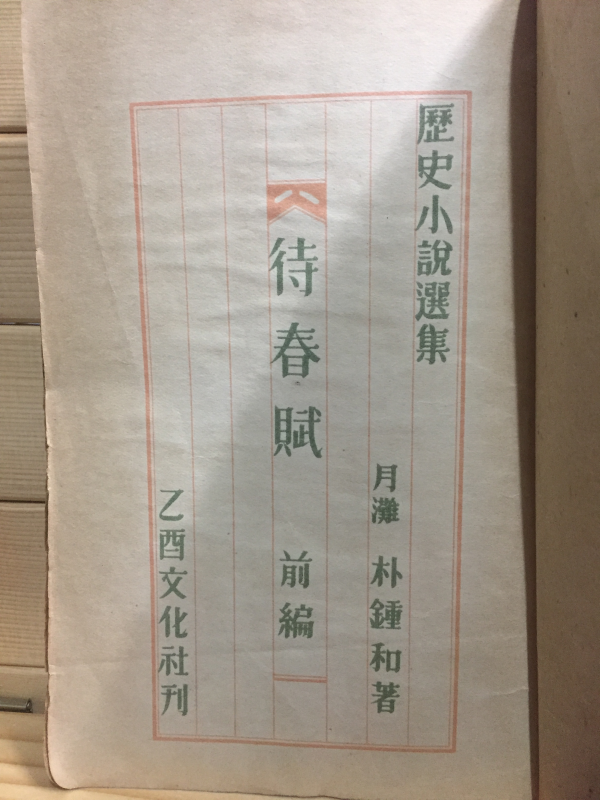 歷史小說選集
月灘 朴鍾和著
待春賦 前編
乙酉文化社刊